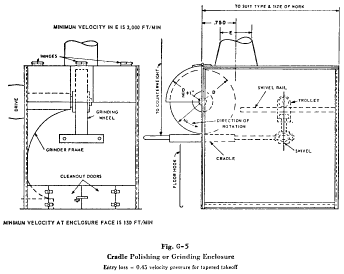 TO SUIT TYPE & SIZE OF WORK
MINIMUM VELOCITY IN E IS 3,000 FT/MIN
.75D
E
HINGES
DRIVE
GRINDING
WHEEL
TO COUNTERWEIGHT
SWIVEL RAIL
TROLLEY
DIRECTION OF
ROTATION
GRINDER FRAME
CRADLE
SWIVEL
CLEANOUT DOORS
FLOOR HOOK
MINIMUM VELOCITY AT ENCLOSURE FACE IS 150 FT/MIN
Fig. G-5
Cradle Polishing or Grinding Enclosure
Entry loss = 0.45 velocity pressure for tapered takeoff